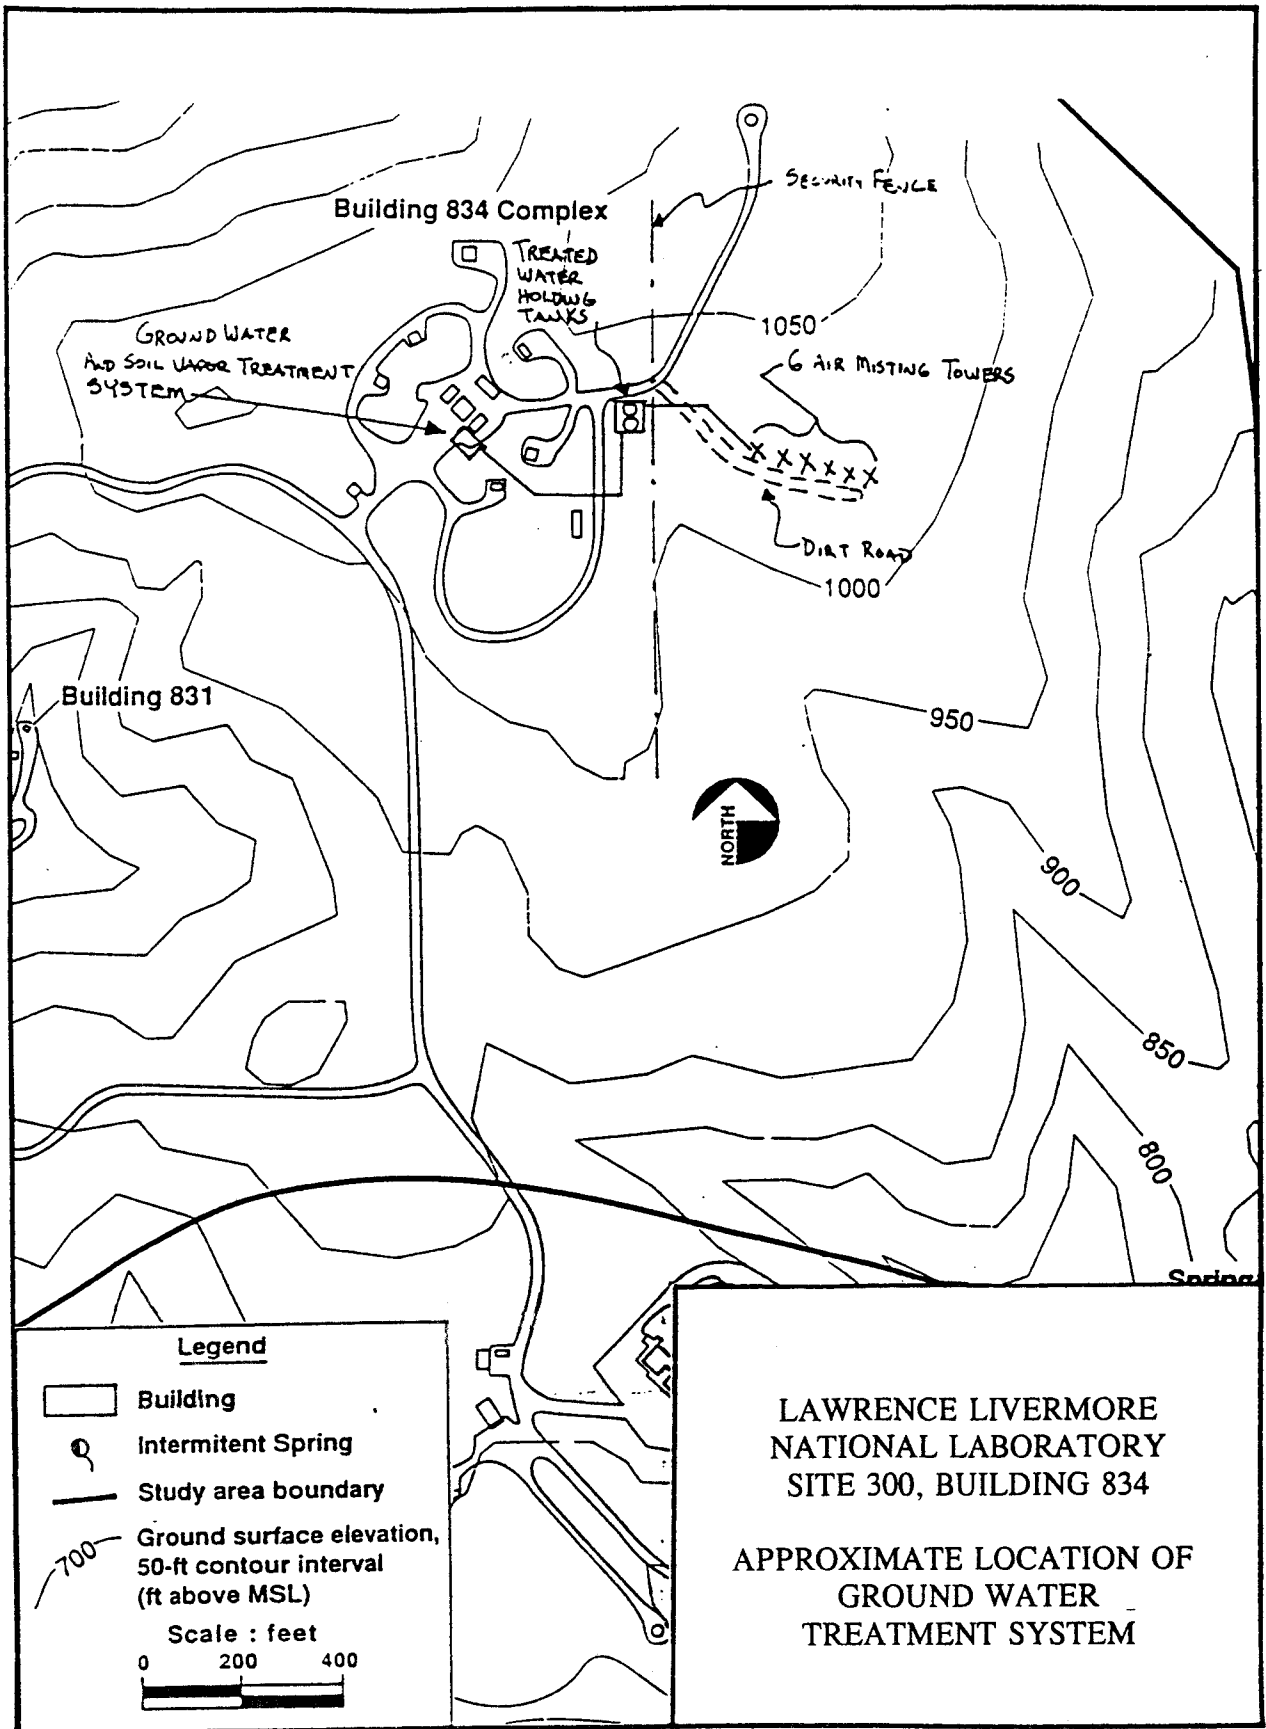 SECURITY FENCE
Building 834 Complex
TREATED
WATER
HOLDING
TANKS
1050
GROUND WATER
AND SOIL VAPOR TREATMENT
SYSTEM
6 AIR MISTING TOWERS
X X X X X X
DIRT ROAD
1000
Building 831
950
NORTH
900
850
800
Springs
Legend
Building
Intermitent Spring
Study area boundary
700
Ground surface elevation,
50-ft contour interval
(ft above MSL)
Scale : feet
0 200 400
LAWRENCE LIVERMORE
NATIONAL LABORATORY
SITE 300, BUILDING 834
APPROXIMATE LOCATION OF
GROUND WATER
TREATMENT SYSTEM